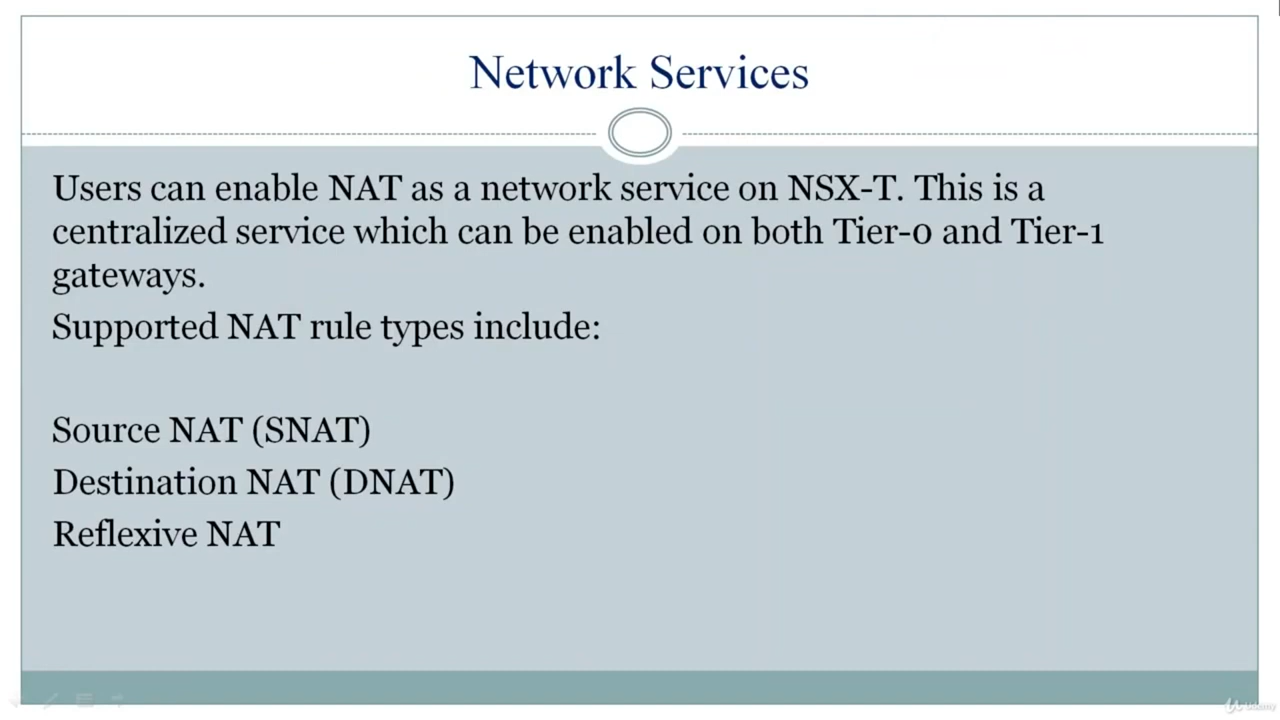 Network Services
Users can enable NAT as a network service on NSX-T. This is a
centralized service which can be enabled on both Tier-0 and Tier-1
gateways.
Supported NAT rule types include:
Source NAT (SNAT)
Destination NAT (DNAT)
Reflexive NAT
Udemy